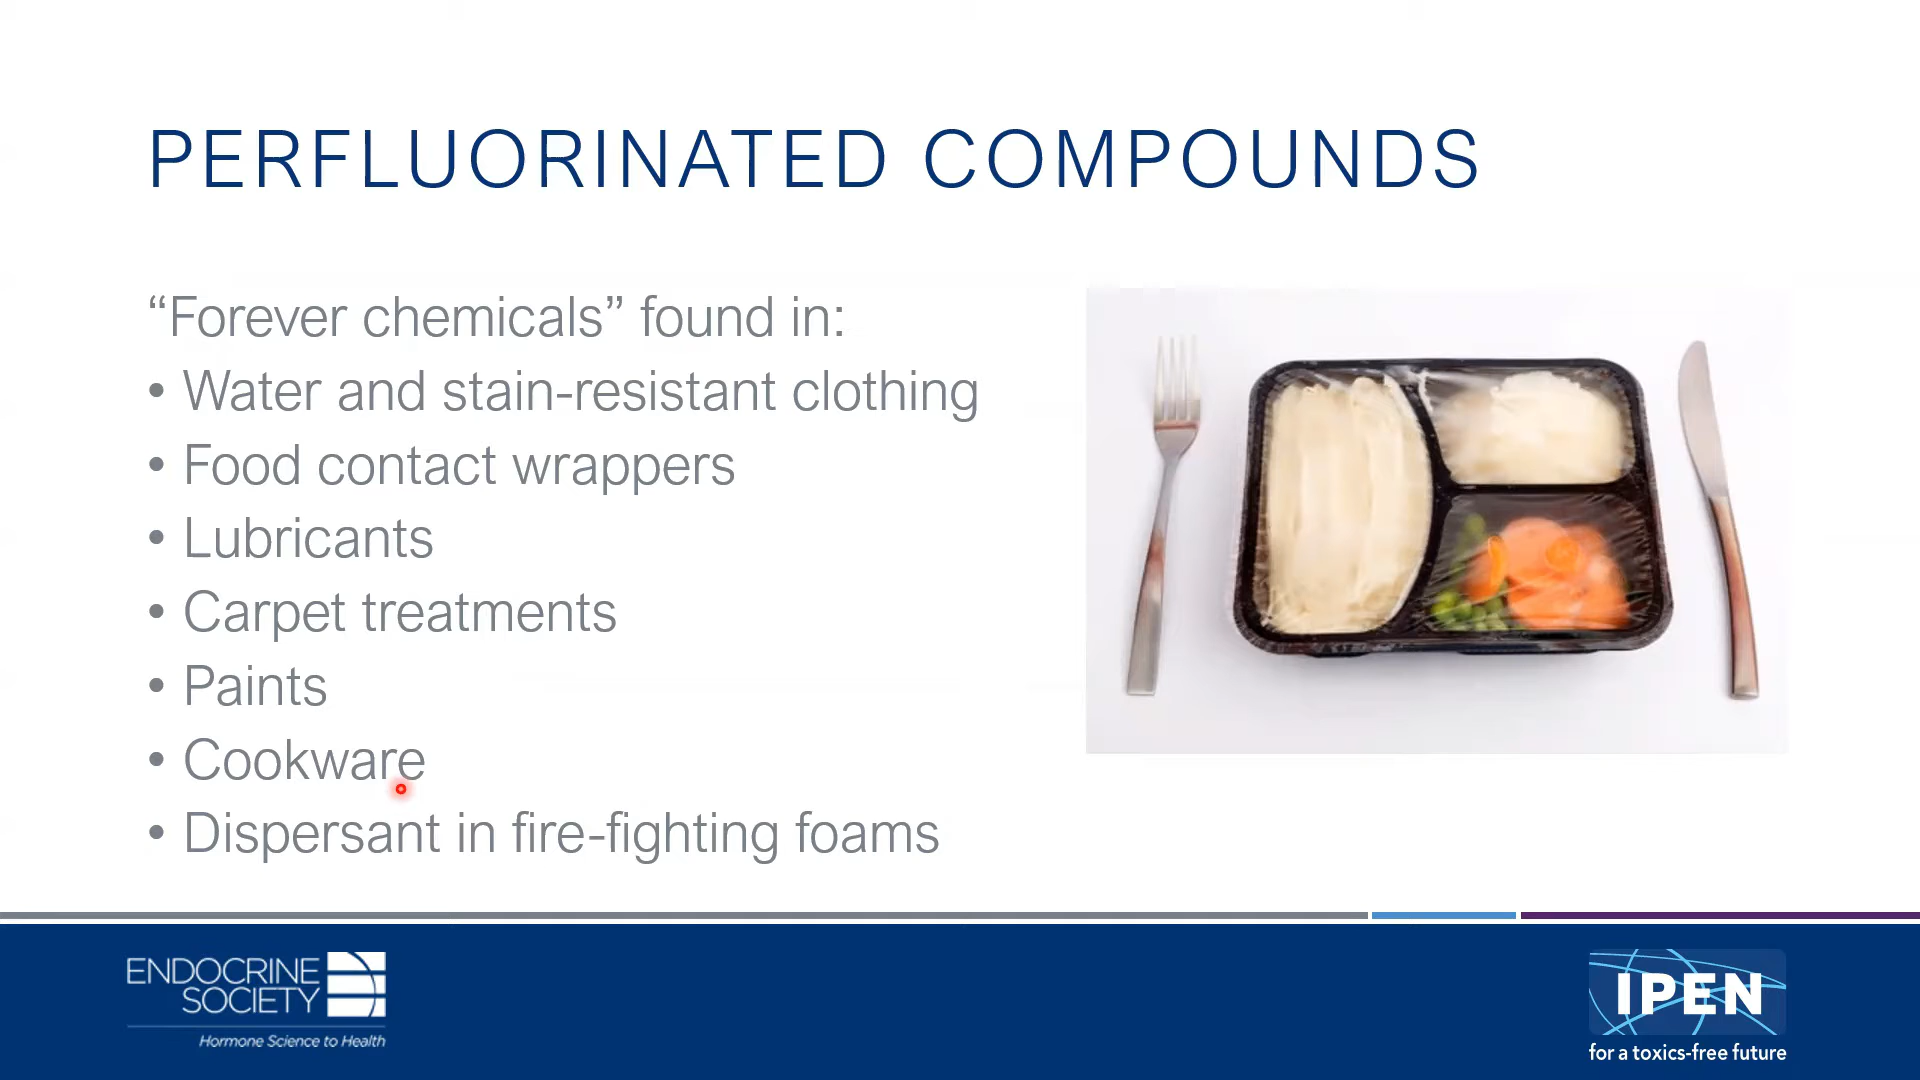 PERFLUORINATED COMPOUNDS
“Forever chemicals” found in:
• Water and stain-resistant clothing
• Food contact wrappers
• Lubricants
• Carpet treatments
• Paints
• Cookware
• Dispersant in fire-fighting foams
ENDOCRINE
SOCIETY
Hormone Science to Health
IPEN
for a toxics-free future